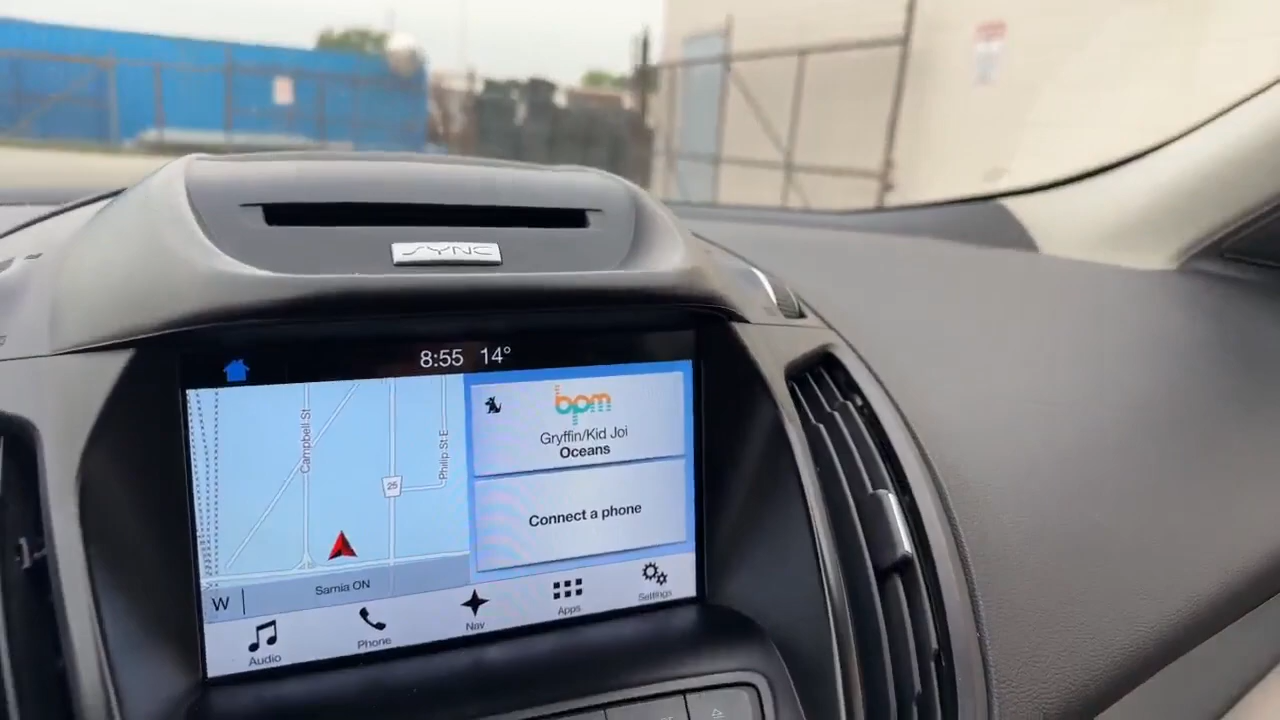 SYNC
8:55 14°
Campbell St
25
Philip St E
bpm
Gryffin/Kid Joi
Oceans
Connect a phone
Sarnia ON
W
Audio
Phone
Nav
Apps
Settings